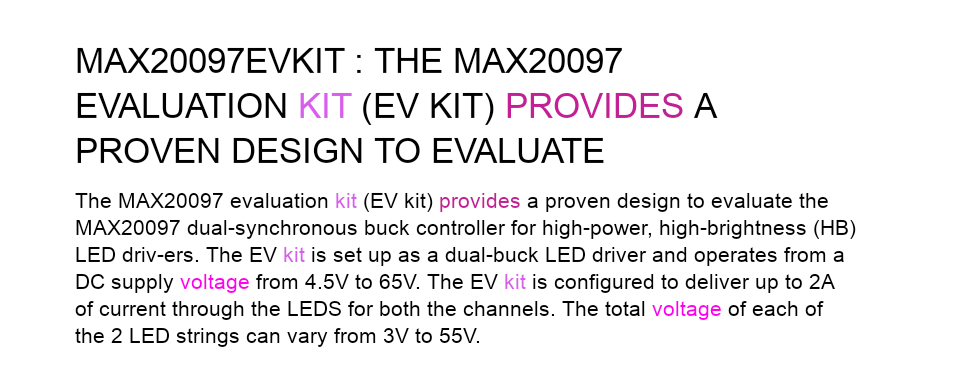 MAX20097EVKIT : THE MAX20097
EVALUATION KIT (EV KIT) PROVIDES A
PROVEN DESIGN TO EVALUATE
The MAX20097 evaluation kit (EV kit) provides a proven design to evaluate the
MAX20097 dual-synchronous buck controller for high-power, high-brightness (HB)
LED driv-ers. The EV kit is set up as a dual-buck LED driver and operates from a
DC supply voltage from 4.5V to 65V. The EV kit is configured to deliver up to 2A
of current through the LEDS for both the channels. The total voltage of each of
the 2 LED strings can vary from 3V to 55V.